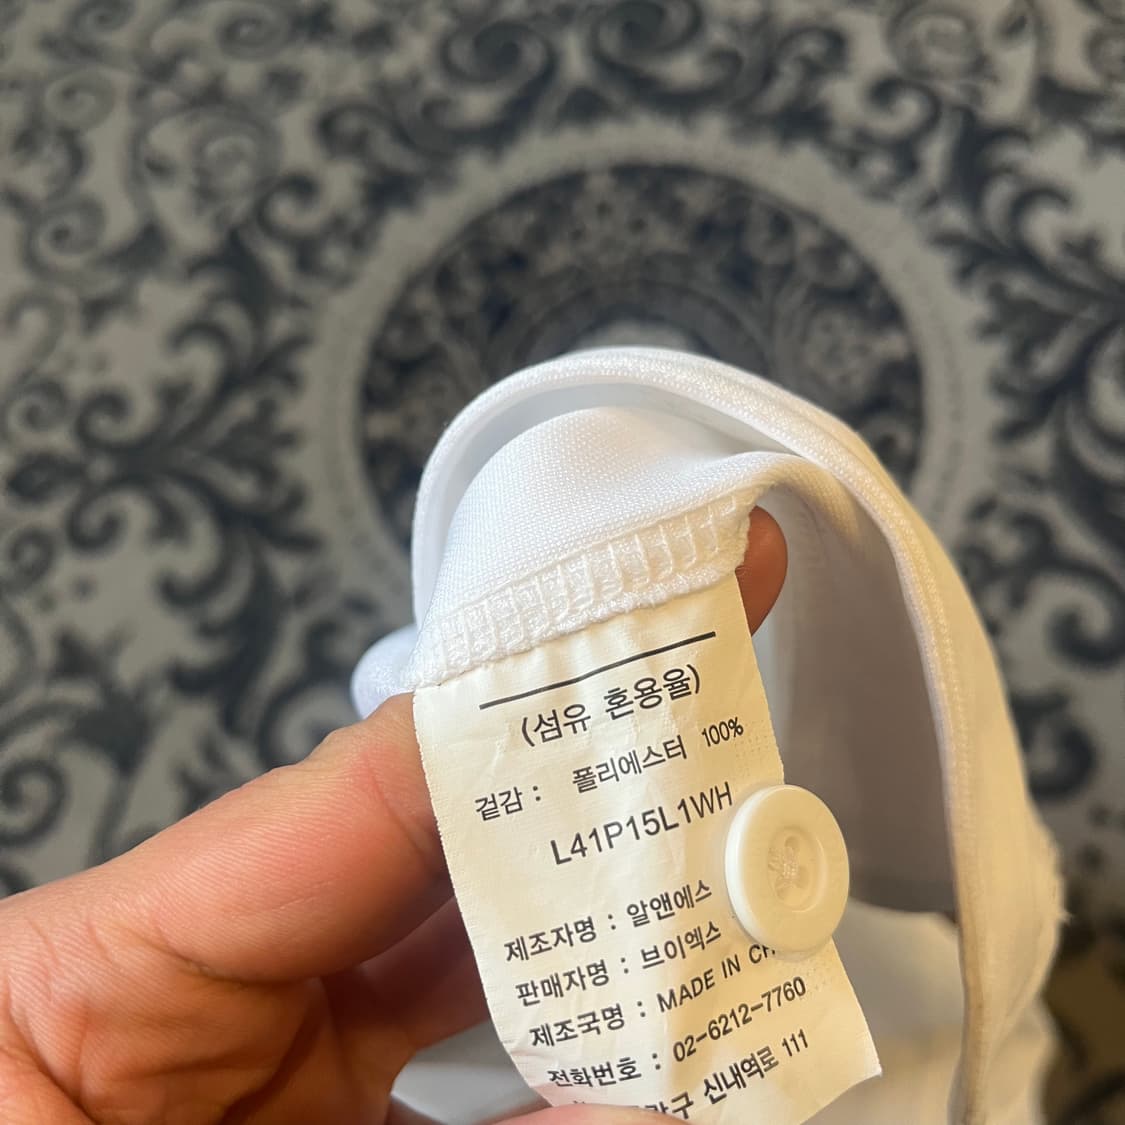 (섬유 혼용율)
겉감 : 폴리에스터 100%
L41P15L1WH
제조자명 : 알앤에스
판매자명 : 브이엑스
제조국명 : MADE IN
전화번호 : 02-6212-7760
신내역로 111